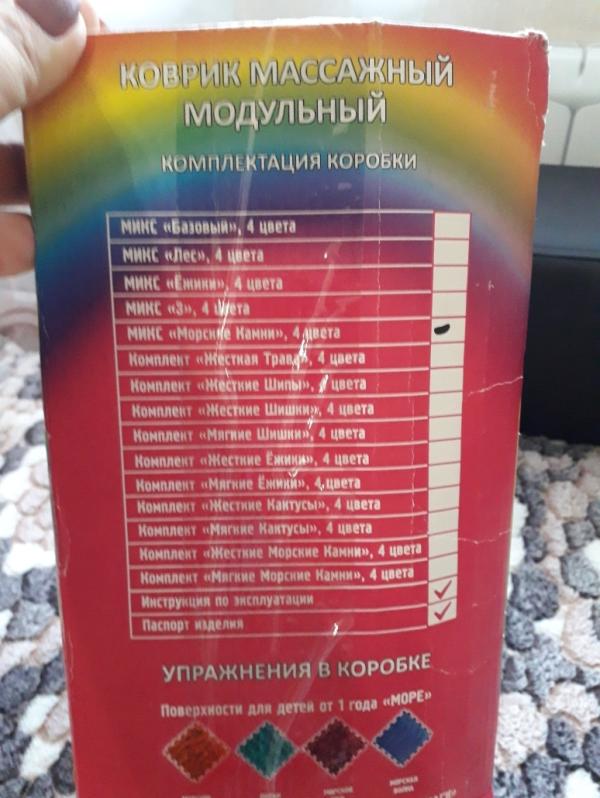 КОВРИК МАССАЖНЫЙ
МОДУЛЬНЫЙ
КОМПЛЕКТАЦИЯ КОРОБКИ
МИКС «Базовый», 4 цвета
МИКС «Лес», 4 цвета
МИКС «Ёжики», 4 цвета
МИКС «3», 4 цвета
МИКС «Морские Камни», 4 цвета
Комплект «Жесткая Трава», 4 цвета
Комплект «Жесткие Шипы», 4 цвета
Комплект «Жесткие Шишки», 4 цвета
Комплект «Мягкие Шишки», 4 цвета
Комплект «Жесткие Ёжики», 4 цвета
Комплект «Мягкие Ёжики», 4 цвета
Комплект «Жесткие Кактусы», 4 цвета
Комплект «Мягкие Кактусы», 4 цвета
Комплект «Жесткие Морские Камни», 4 цвета
Комплект «Мягкие Морские Камни», 4 цвета
Инструкция по эксплуатации ✓
Паспорт изделия ✓
УПРАЖНЕНИЯ В КОРОБКЕ
Поверхности для детей от 1 года «МОРЕ»
МОРСКАЯ
ВОЛНА